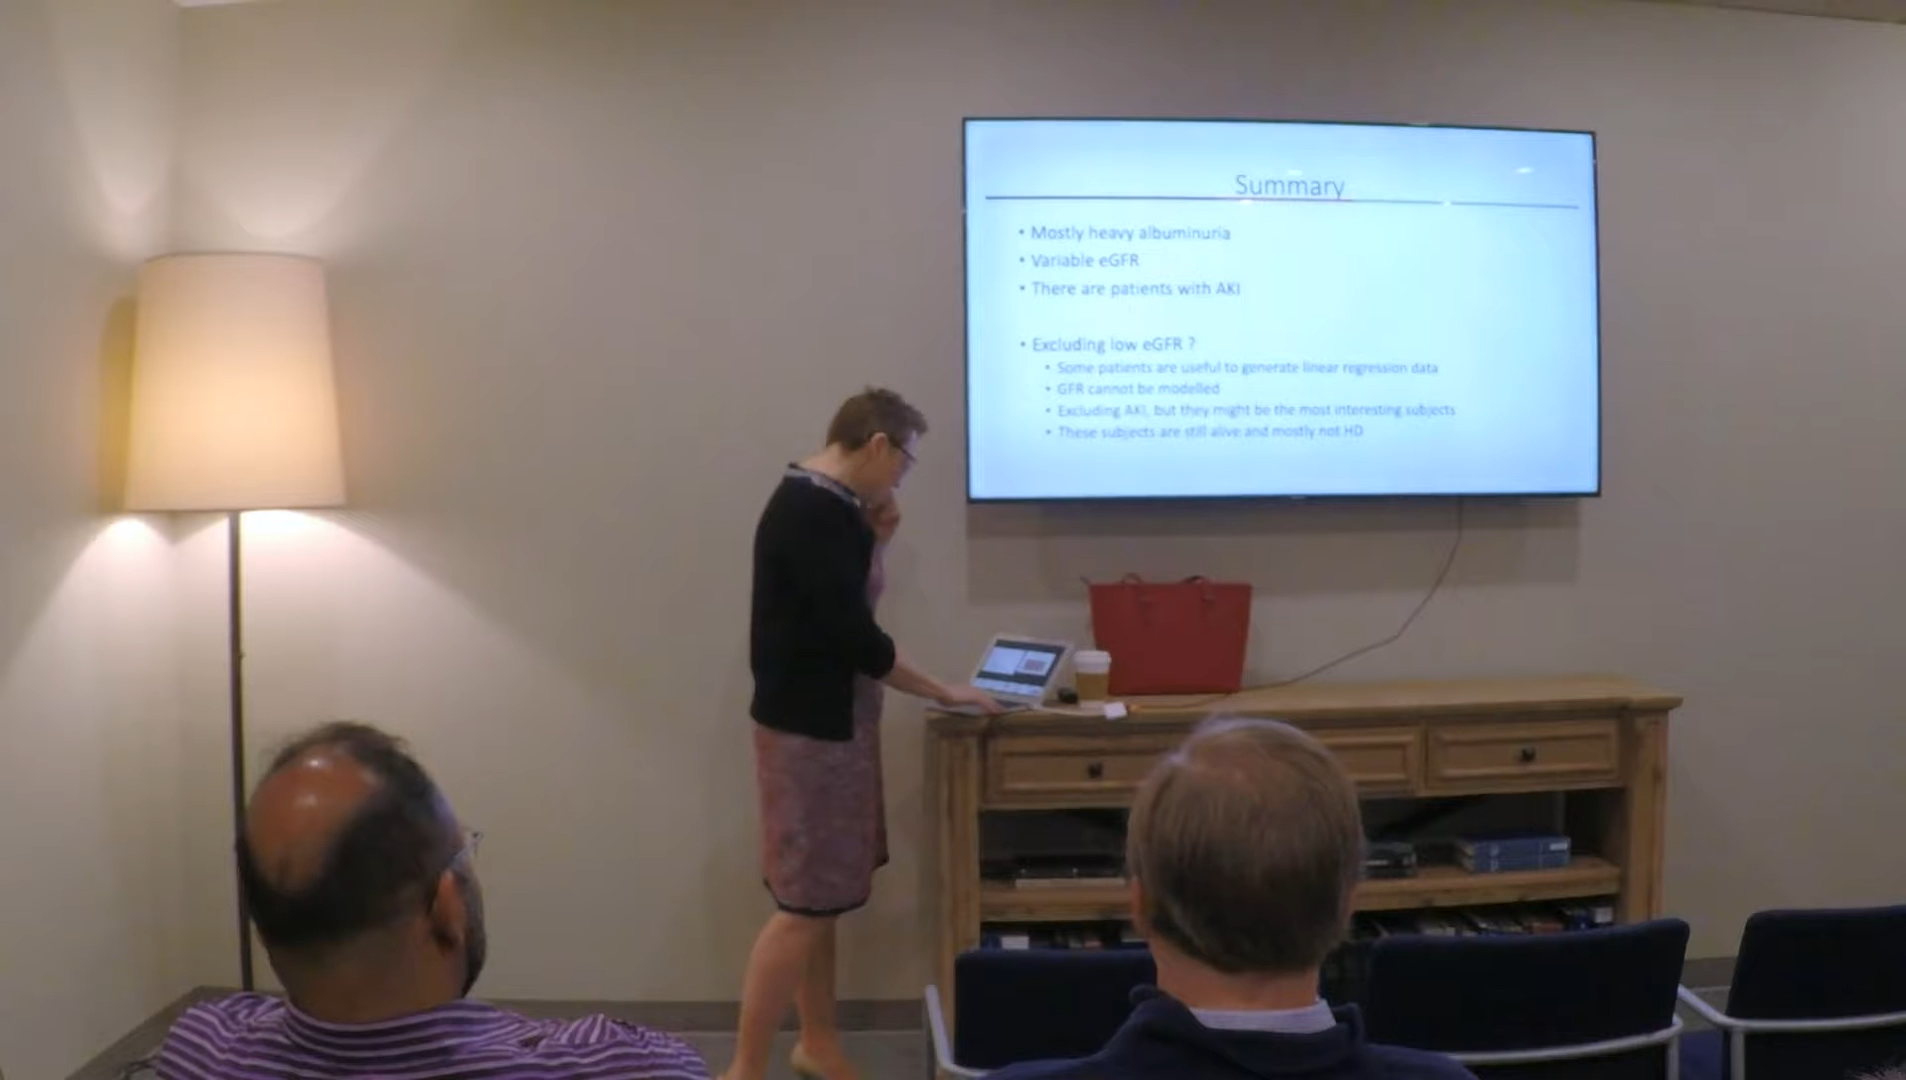 Summary
• Mostly heavy albuminuria
• Variable eGFR
• There are patients with AKI
• Excluding low eGFR ?
• Some patients are useful to generate linear regression data
• GFR cannot be modelled
• Excluding AKI, but they might be the most interesting subjects
• These subjects are still alive and mostly not HD